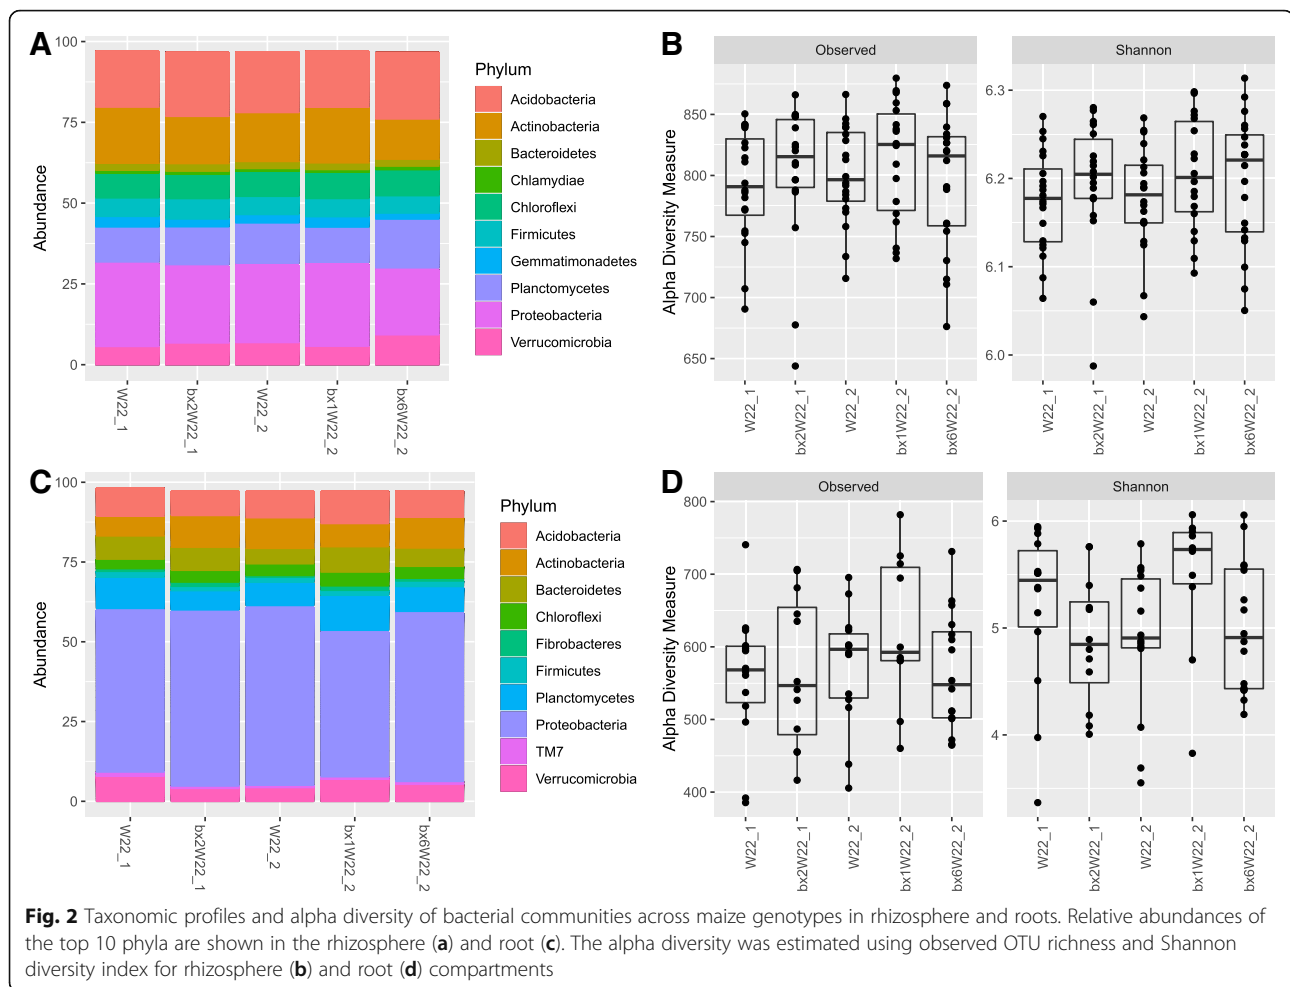 A
100
75
50
25
0
Abundance
W22_1
bx2W22_1
W22_2
bx1W22_2
bx6W22_2
Phylum
Acidobacteria
Actinobacteria
Bacteroidetes
Chlamydiae
Chloroflexi
Firmicutes
Gemmatimonadetes
Planctomycetes
Proteobacteria
Verrucomicrobia
B
Observed
Shannon
Alpha Diversity Measure
850
800
750
700
650
6.3
6.2
6.1
6.0
W22_1
bx2W22_1
W22_2
bx1W22_2
bx6W22_2
W22_1
bx2W22_1
W22_2
bx1W22_2
bx6W22_2
C
100
75
50
25
0
Abundance
W22_1
bx2W22_1
W22_2
bx1W22_2
bx6W22_2
Phylum
Acidobacteria
Actinobacteria
Bacteroidetes
Chloroflexi
Fibrobacteres
Firmicutes
Planctomycetes
Proteobacteria
TM7
Verrucomicrobia
D
Observed
Shannon
Alpha Diversity Measure
800
700
600
500
400
6
5
4
W22_1
bx2W22_1
W22_2
bx1W22_2
bx6W22_2
W22_1
bx2W22_1
W22_2
bx1W22_2
bx6W22_2
Fig. 2 Taxonomic profiles and alpha diversity of bacterial communities across maize genotypes in rhizosphere and roots. Relative abundances of
the top 10 phyla are shown in the rhizosphere (a) and root (c). The alpha diversity was estimated using observed OTU richness and Shannon
diversity index for rhizosphere (b) and root (d) compartments